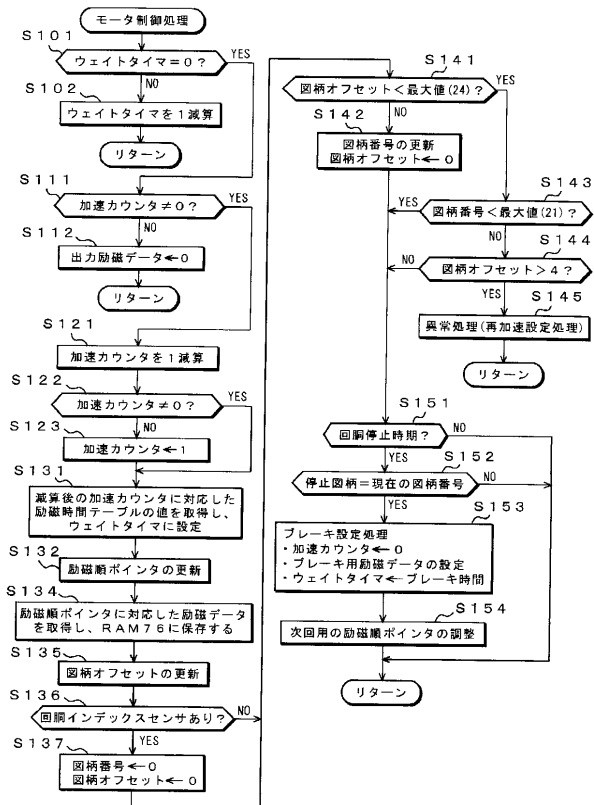 モータ制御処理
S101
ウェイトタイマ=0?
YES
NO
S102
ウェイトタイマを1減算
リターン
S111
加速カウンタ≠0?
YES
NO
S112
出力励磁データ←0
リターン
S121
加速カウンタを1減算
S122
加速カウンタ≠0?
YES
NO
S123
加速カウンタ←1
S131
減算後の加速カウンタに対応した
励磁時間テーブルの値を取得し、
ウェイトタイマに設定
S132
励磁順ポインタの更新
S134
励磁順ポインタに対応した励磁データ
を取得し、RAM76に保存する
S135
図柄オフセットの更新
S136
回胴インデックスセンサあり?
NO
YES
S137
図柄番号←0
図柄オフセット←0
S141
図柄オフセット<最大値(24)?
YES
NO
S142
図柄番号の更新
図柄オフセット←0
S143
YES
図柄番号<最大値(21)?
NO
S144
NO
図柄オフセット>4?
YES
S145
異常処理(再加速設定処理)
リターン
S151
回胴停止時期?
NO
YES
S152
停止図柄=現在の図柄番号
NO
YES
S153
ブレーキ設定処理
・加速カウンタ←0
・ブレーキ用励磁データの設定
・ウェイトタイマ←ブレーキ時間
S154
次回用の励磁順ポインタの調整
リターン